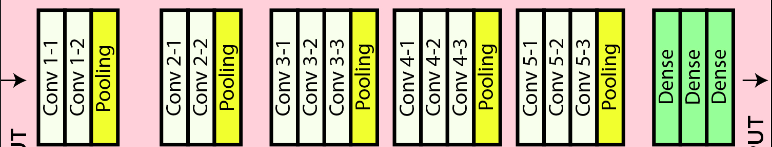 Conv 1-1
Conv 1-2
Pooling
Conv 2-1
Conv 2-2
Pooling
Conv 3-1
Conv 3-2
Conv 3-3
Pooling
Conv 4-1
Conv 4-2
Conv 4-3
Pooling
Conv 5-1
Conv 5-2
Conv 5-3
Pooling
Dense
Dense
Dense